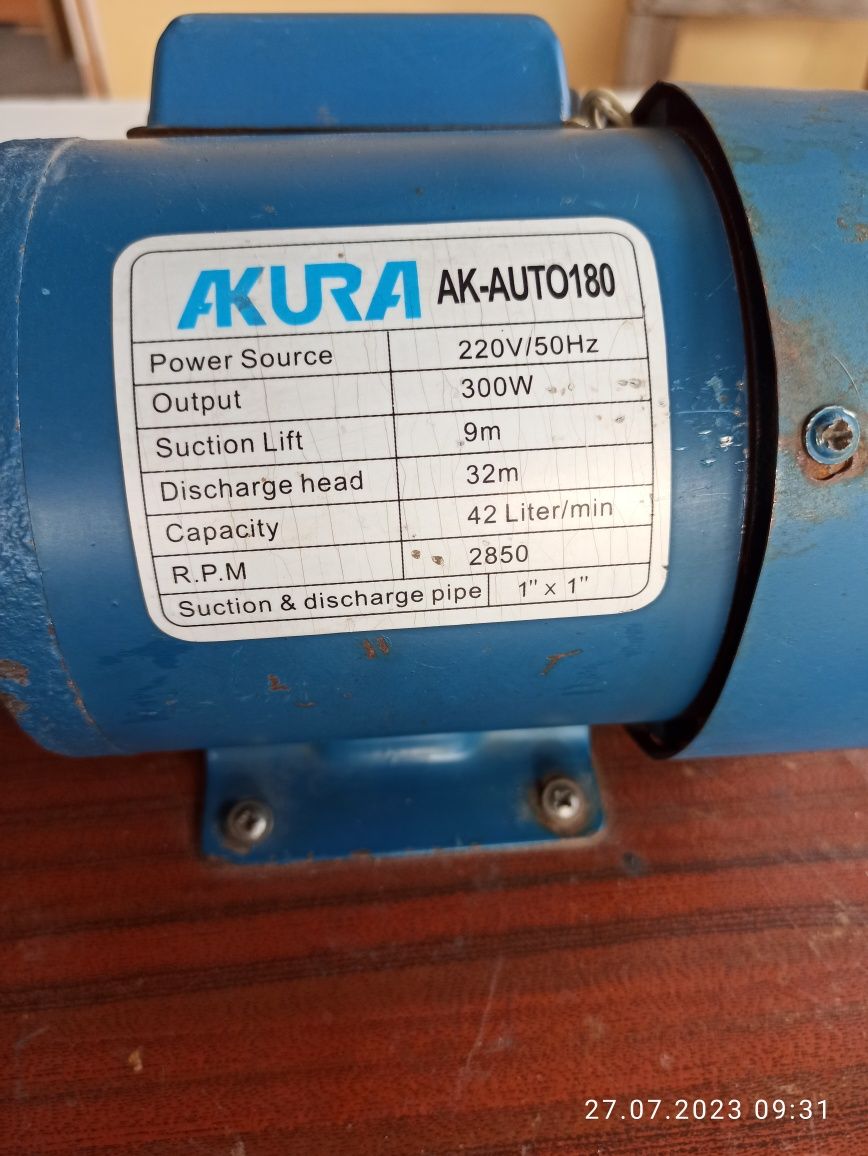 AKURA AK-AUTO180
Power Source 220V/50Hz
Output 300W
Suction Lift 9m
Discharge head 32m
Capacity 42 Liter/min
R.P.M 2850
Suction & discharge pipe 1" x 1"
27.07.2023 09:31